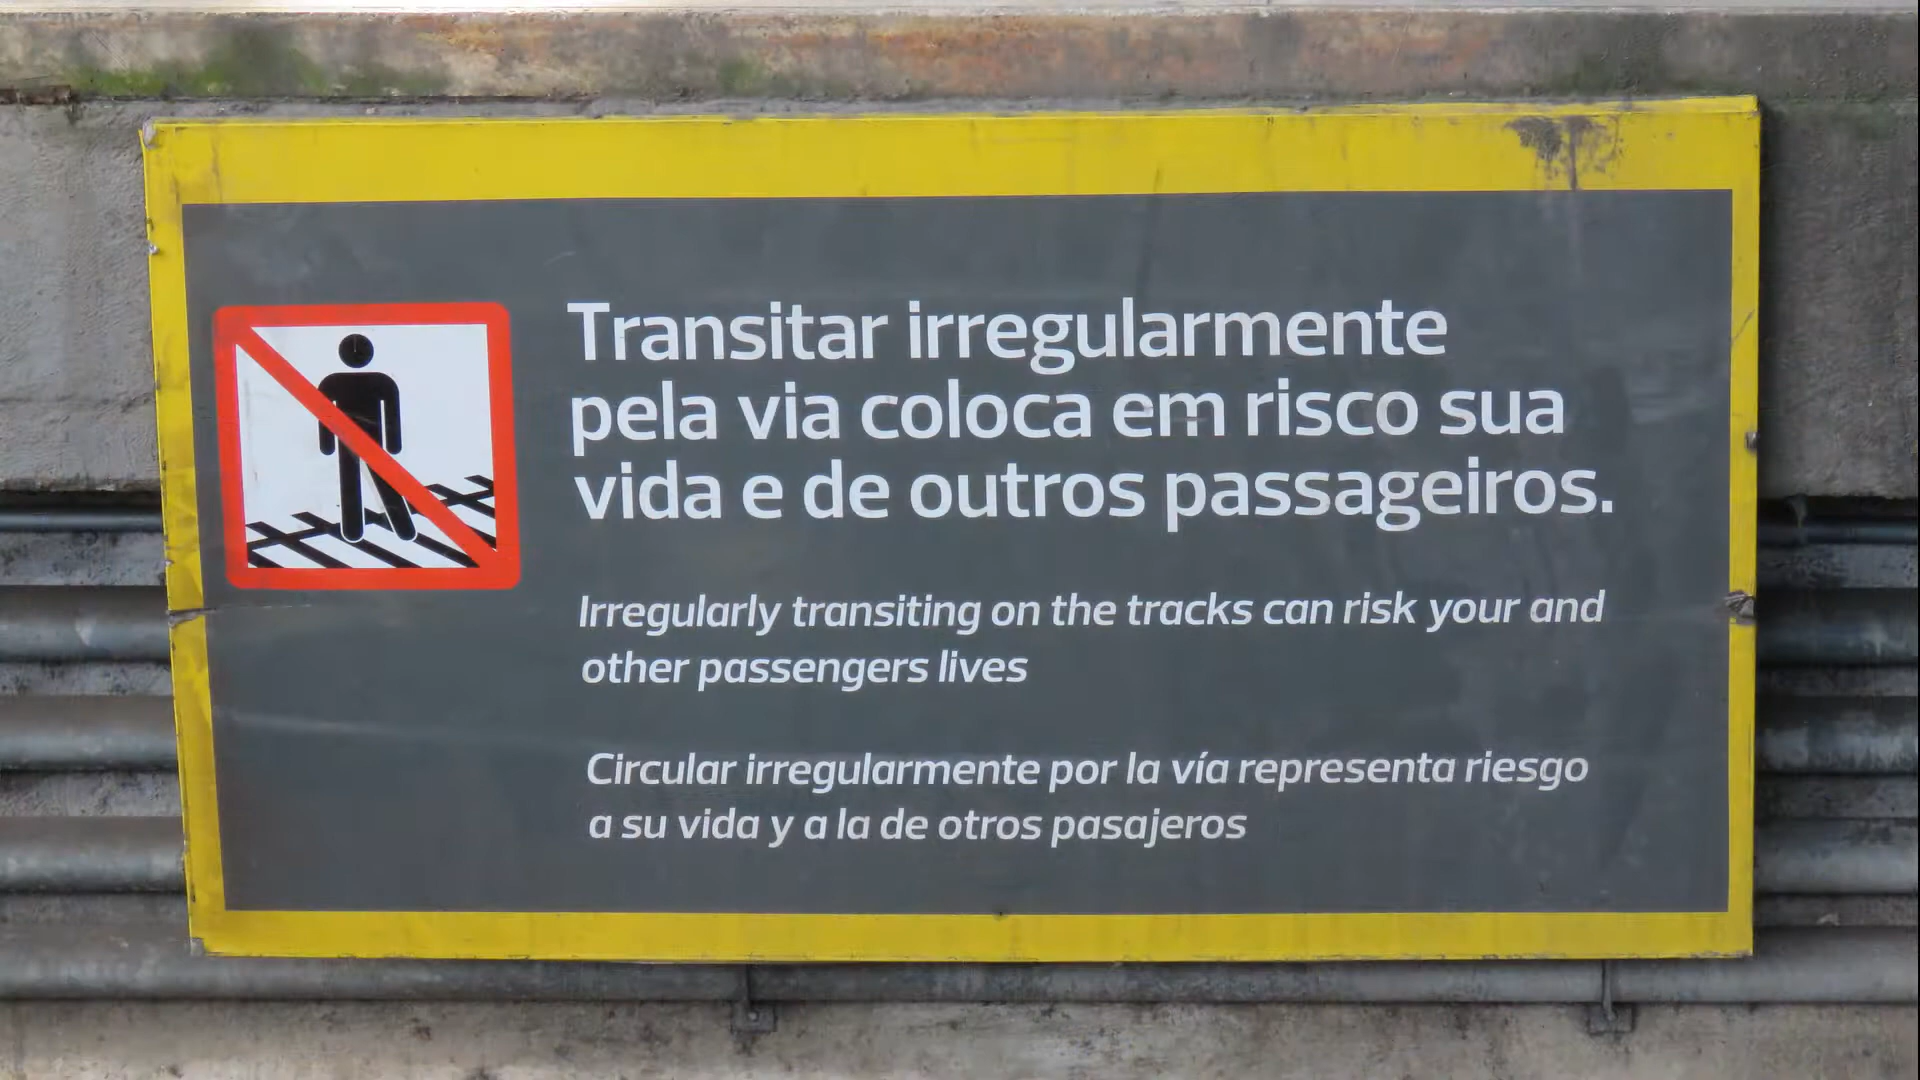 Transitar irregularmente
pela via coloca em risco sua
vida e de outros passageiros.
Irregularly transiting on the tracks can risk your and
other passengers lives
Circular irregularmente por la vía representa riesgo
a su vida y a la de otros pasajeros